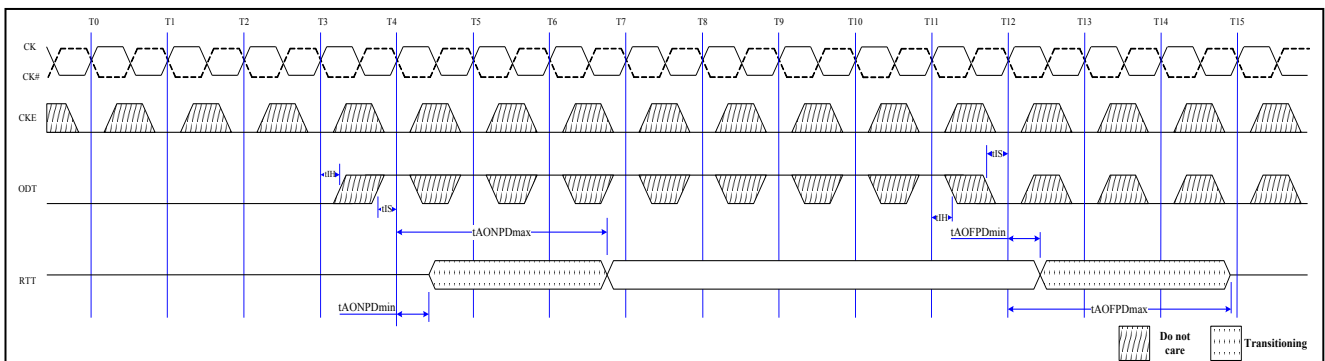 T0 T1 T2 T3 T4 T5 T6 T7 T8 T9 T10 T11 T12 T13 T14 T15
CK
CK#
CKE
tIS
tIH
ODT
tIS
tIH
tAONPDmax
tAOFPDmin
RTT
tAONPDmin
tAOFPDmax
Do not
care
Transitioning